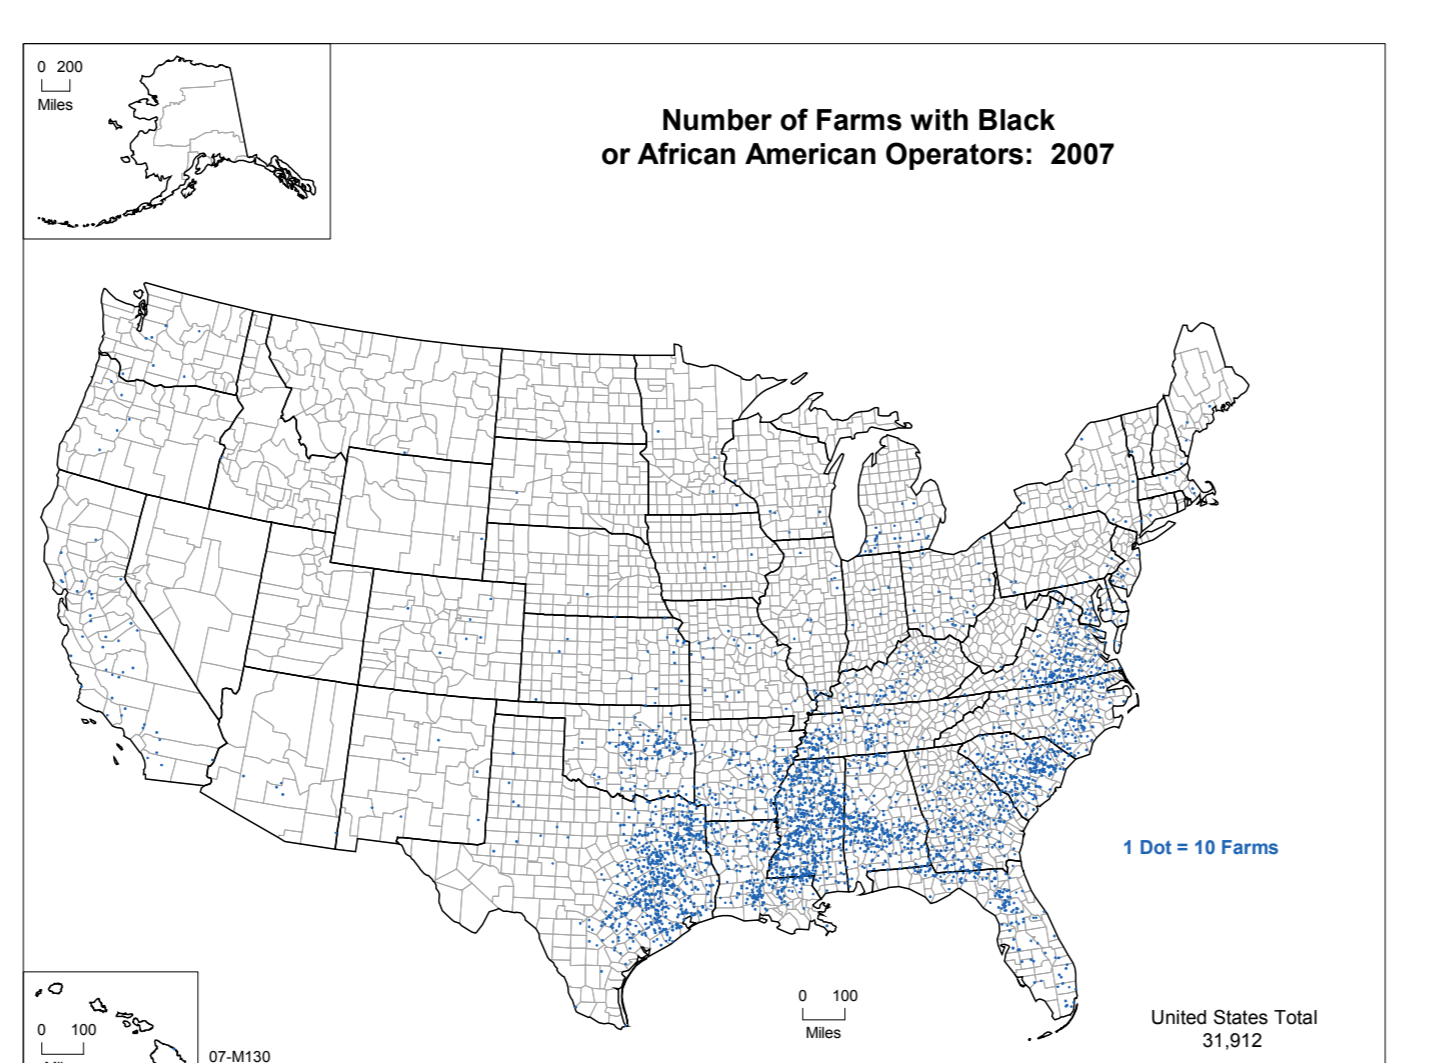 0 200
Miles
Number of Farms with Black
or African American Operators: 2007
1 Dot = 10 Farms
0 100
Miles
United States Total
31,912
0 100
07-M130